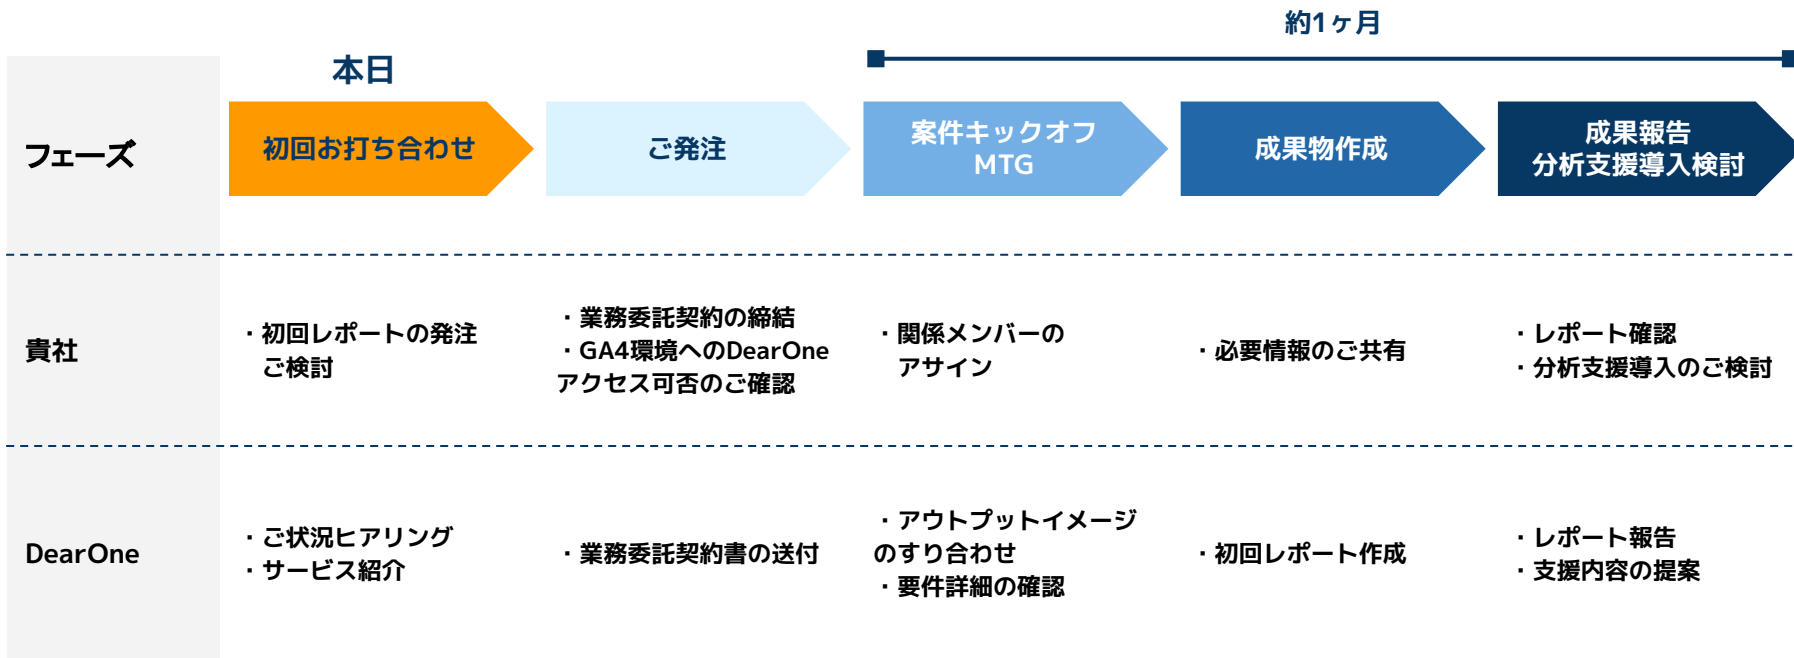 約1ヶ月
本日
フェーズ
初回お打ち合わせ
ご発注
案件キックオフ
MTG
成果物作成
成果報告
分析支援導入検討
貴社
・初回レポートの発注
ご検討
・業務委託契約の締結
・GA4環境へのDearOne
アクセス可否のご確認
・関係メンバーの
アサイン
・必要情報のご共有
・レポート確認
・分析支援導入のご検討
DearOne
・ご状況ヒアリング
・サービス紹介
・業務委託契約書の送付
・アウトプットイメージ
のすり合わせ
・要件詳細の確認
・初回レポート作成
・レポート報告
・支援内容の提案